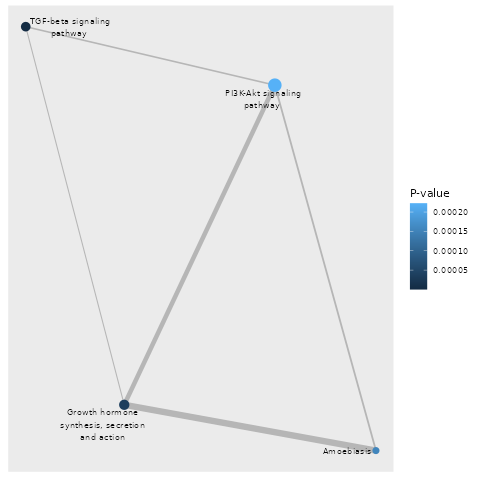 TGF-beta signaling
pathway
PI3K-Akt signaling
pathway
P-value
0.00020
0.00015
0.00010
0.00005
Growth hormone
synthesis, secretion
and action
Amoebiasis